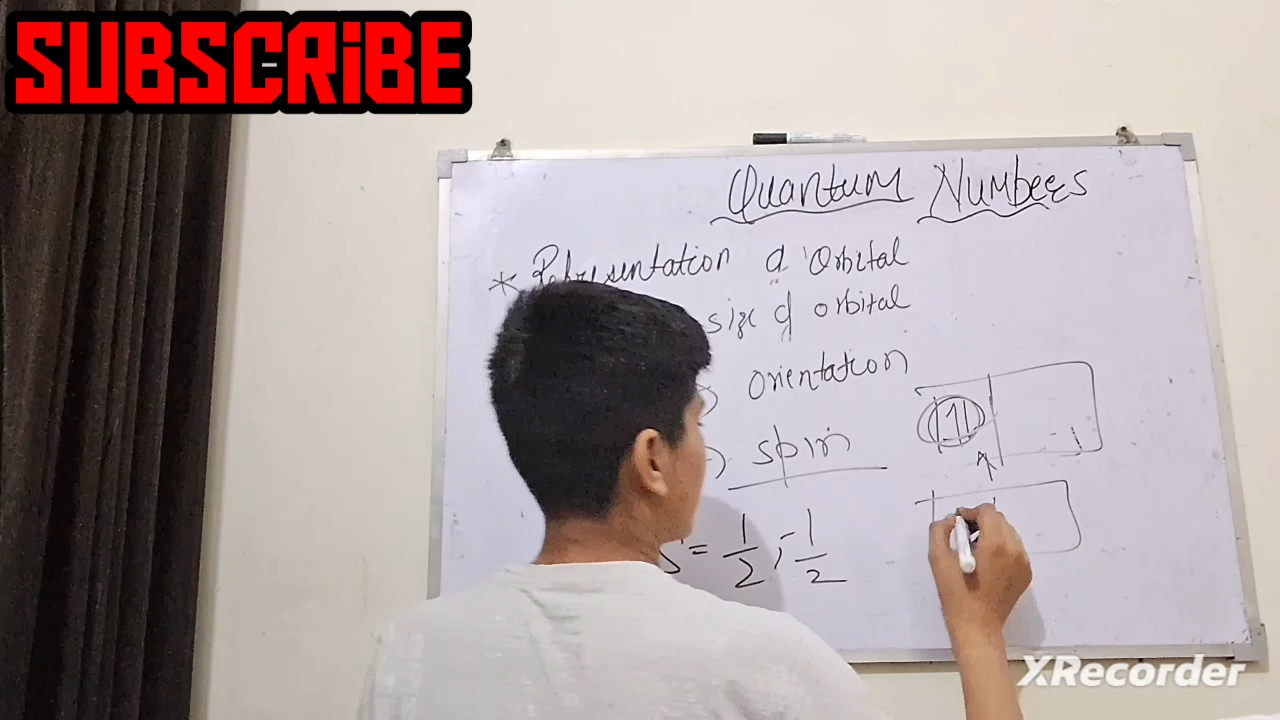 SUBSCRIBE
Quantum Numbers
* Representation of Orbital
size of orbital
) Orientation
) spin
S = 1/2 ; -1/2
XRecorder